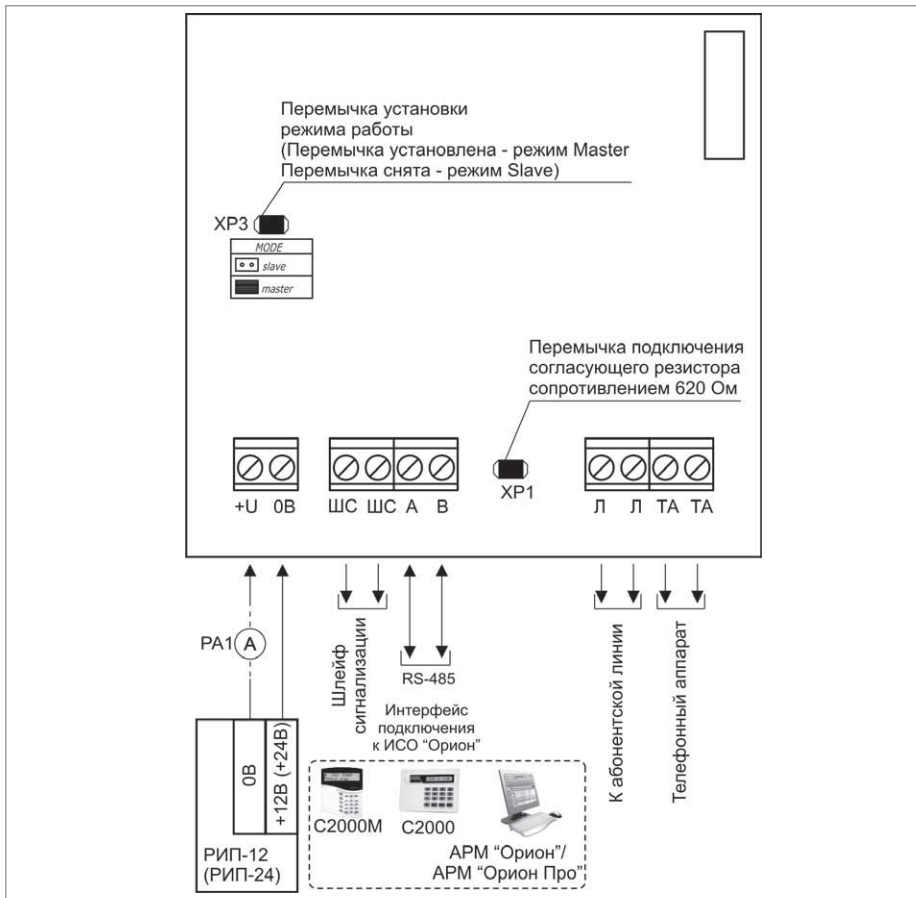 Перемычка установки
режима работы
(Перемычка установлена - режим Master
Перемычка снята - режим Slave)
XP3
MODE
slave
master
Перемычка подключения
согласующего резистора
сопротивлением 620 Ом
XP1
+U 0В ШС ШС А В Л Л ТА ТА
PA1 A
Шлейф
сигнализации
RS-485
Интерфейс
подключения
к ИСО "Орион"
К абонентской линии
Телефонный аппарат
0В
+12В (+24В)
РИП-12
(РИП-24)
С2000М С2000
АРМ "Орион"/
АРМ "Орион Про"